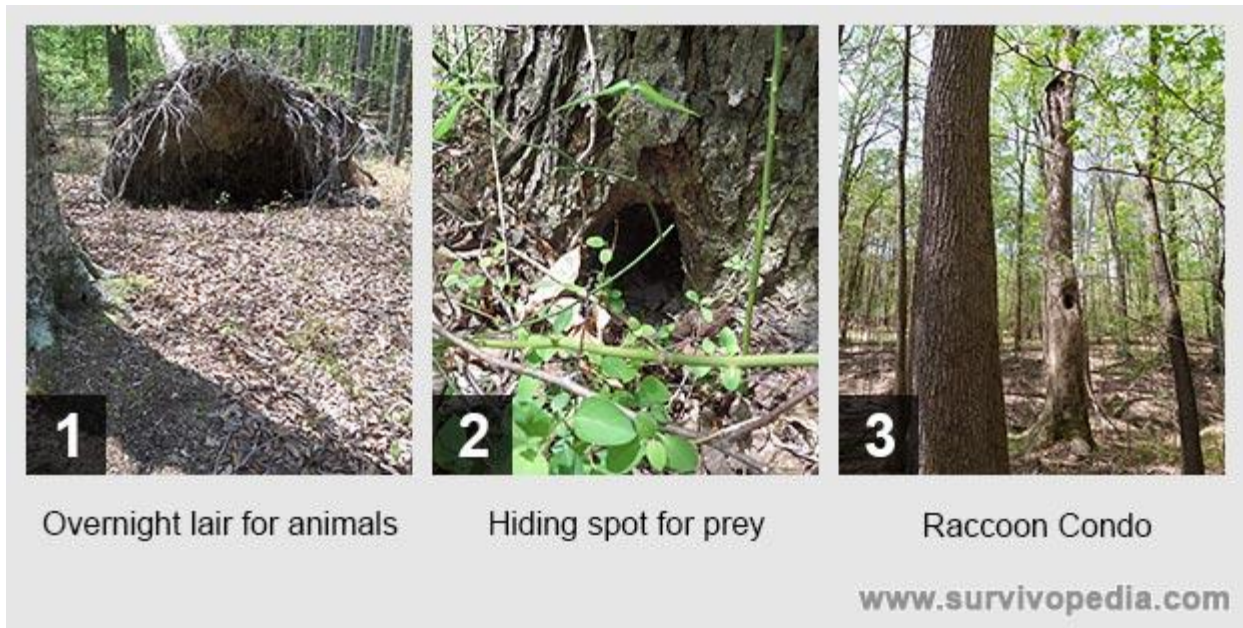 1
2
3
Overnight lair for animals
Hiding spot for prey
Raccoon Condo
www.survivopedia.com